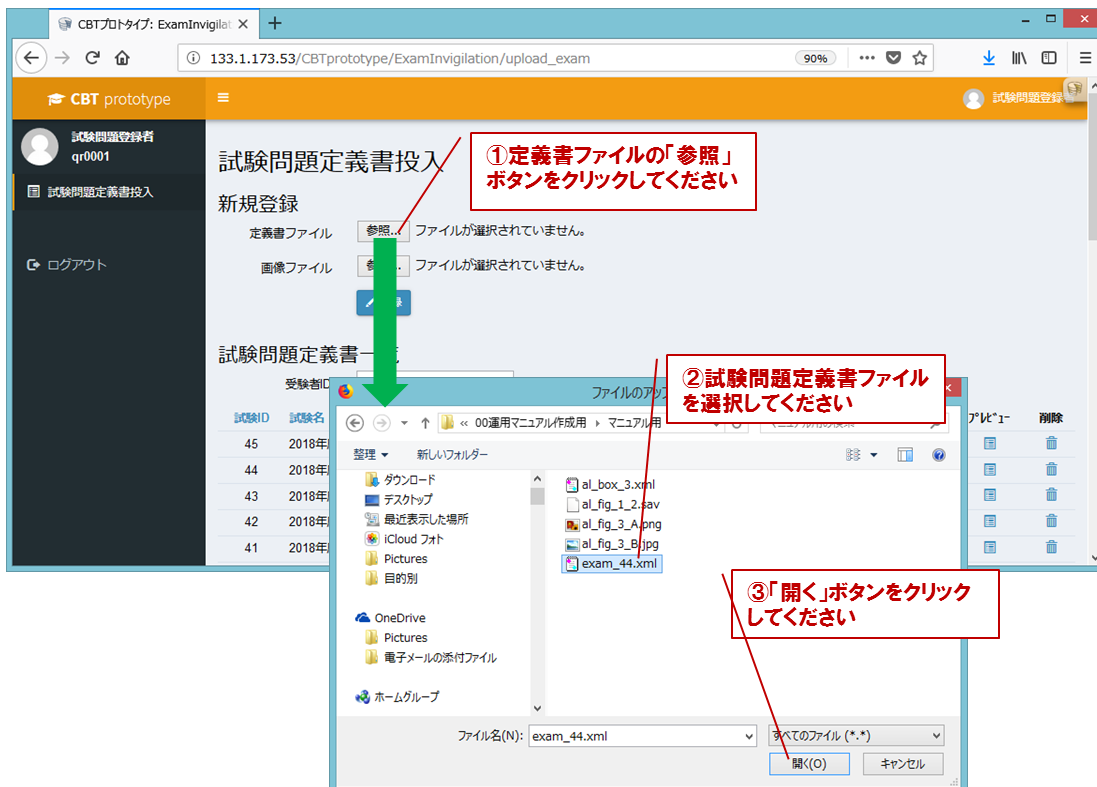 CBTプロトタイプ: ExamInvigilat
133.1.173.53/CBTprototype/ExamInvigilation/upload_exam
90%
CBT prototype
試験問題登録者
試験問題登録者
qr0001
試験問題定義書投入
ログアウト
試験問題定義書投入
①定義書ファイルの「参照」
ボタンをクリックしてください
新規登録
定義書ファイル
参照...
ファイルが選択されていません。
画像ファイル
ファイルが選択されていません。
試験問題定義書一覧
受験者ID
試験ID 試験名 プレビュー 削除
45 2018年
44 2018年
43 2018年
42 2018年
41 2018年
②試験問題定義書ファイル
を選択してください
ファイルのアップ
« 00運用マニュアル作成用 マニュアル用
整理 新しいフォルダー
ダウンロード
デスクトップ
最近表示した場所
iCloud フォト
Pictures
目的別
OneDrive
Pictures
電子メールの添付ファイル
ホームグループ
al_box_3.xml
al_fig_1_2.sav
al_fig_3_A.png
al_fig_3_B.jpg
exam_44.xml
③「開く」ボタンをクリック
してください
ファイル名(N): exam_44.xml
すべてのファイル (*.*)
開く(O) キャンセル